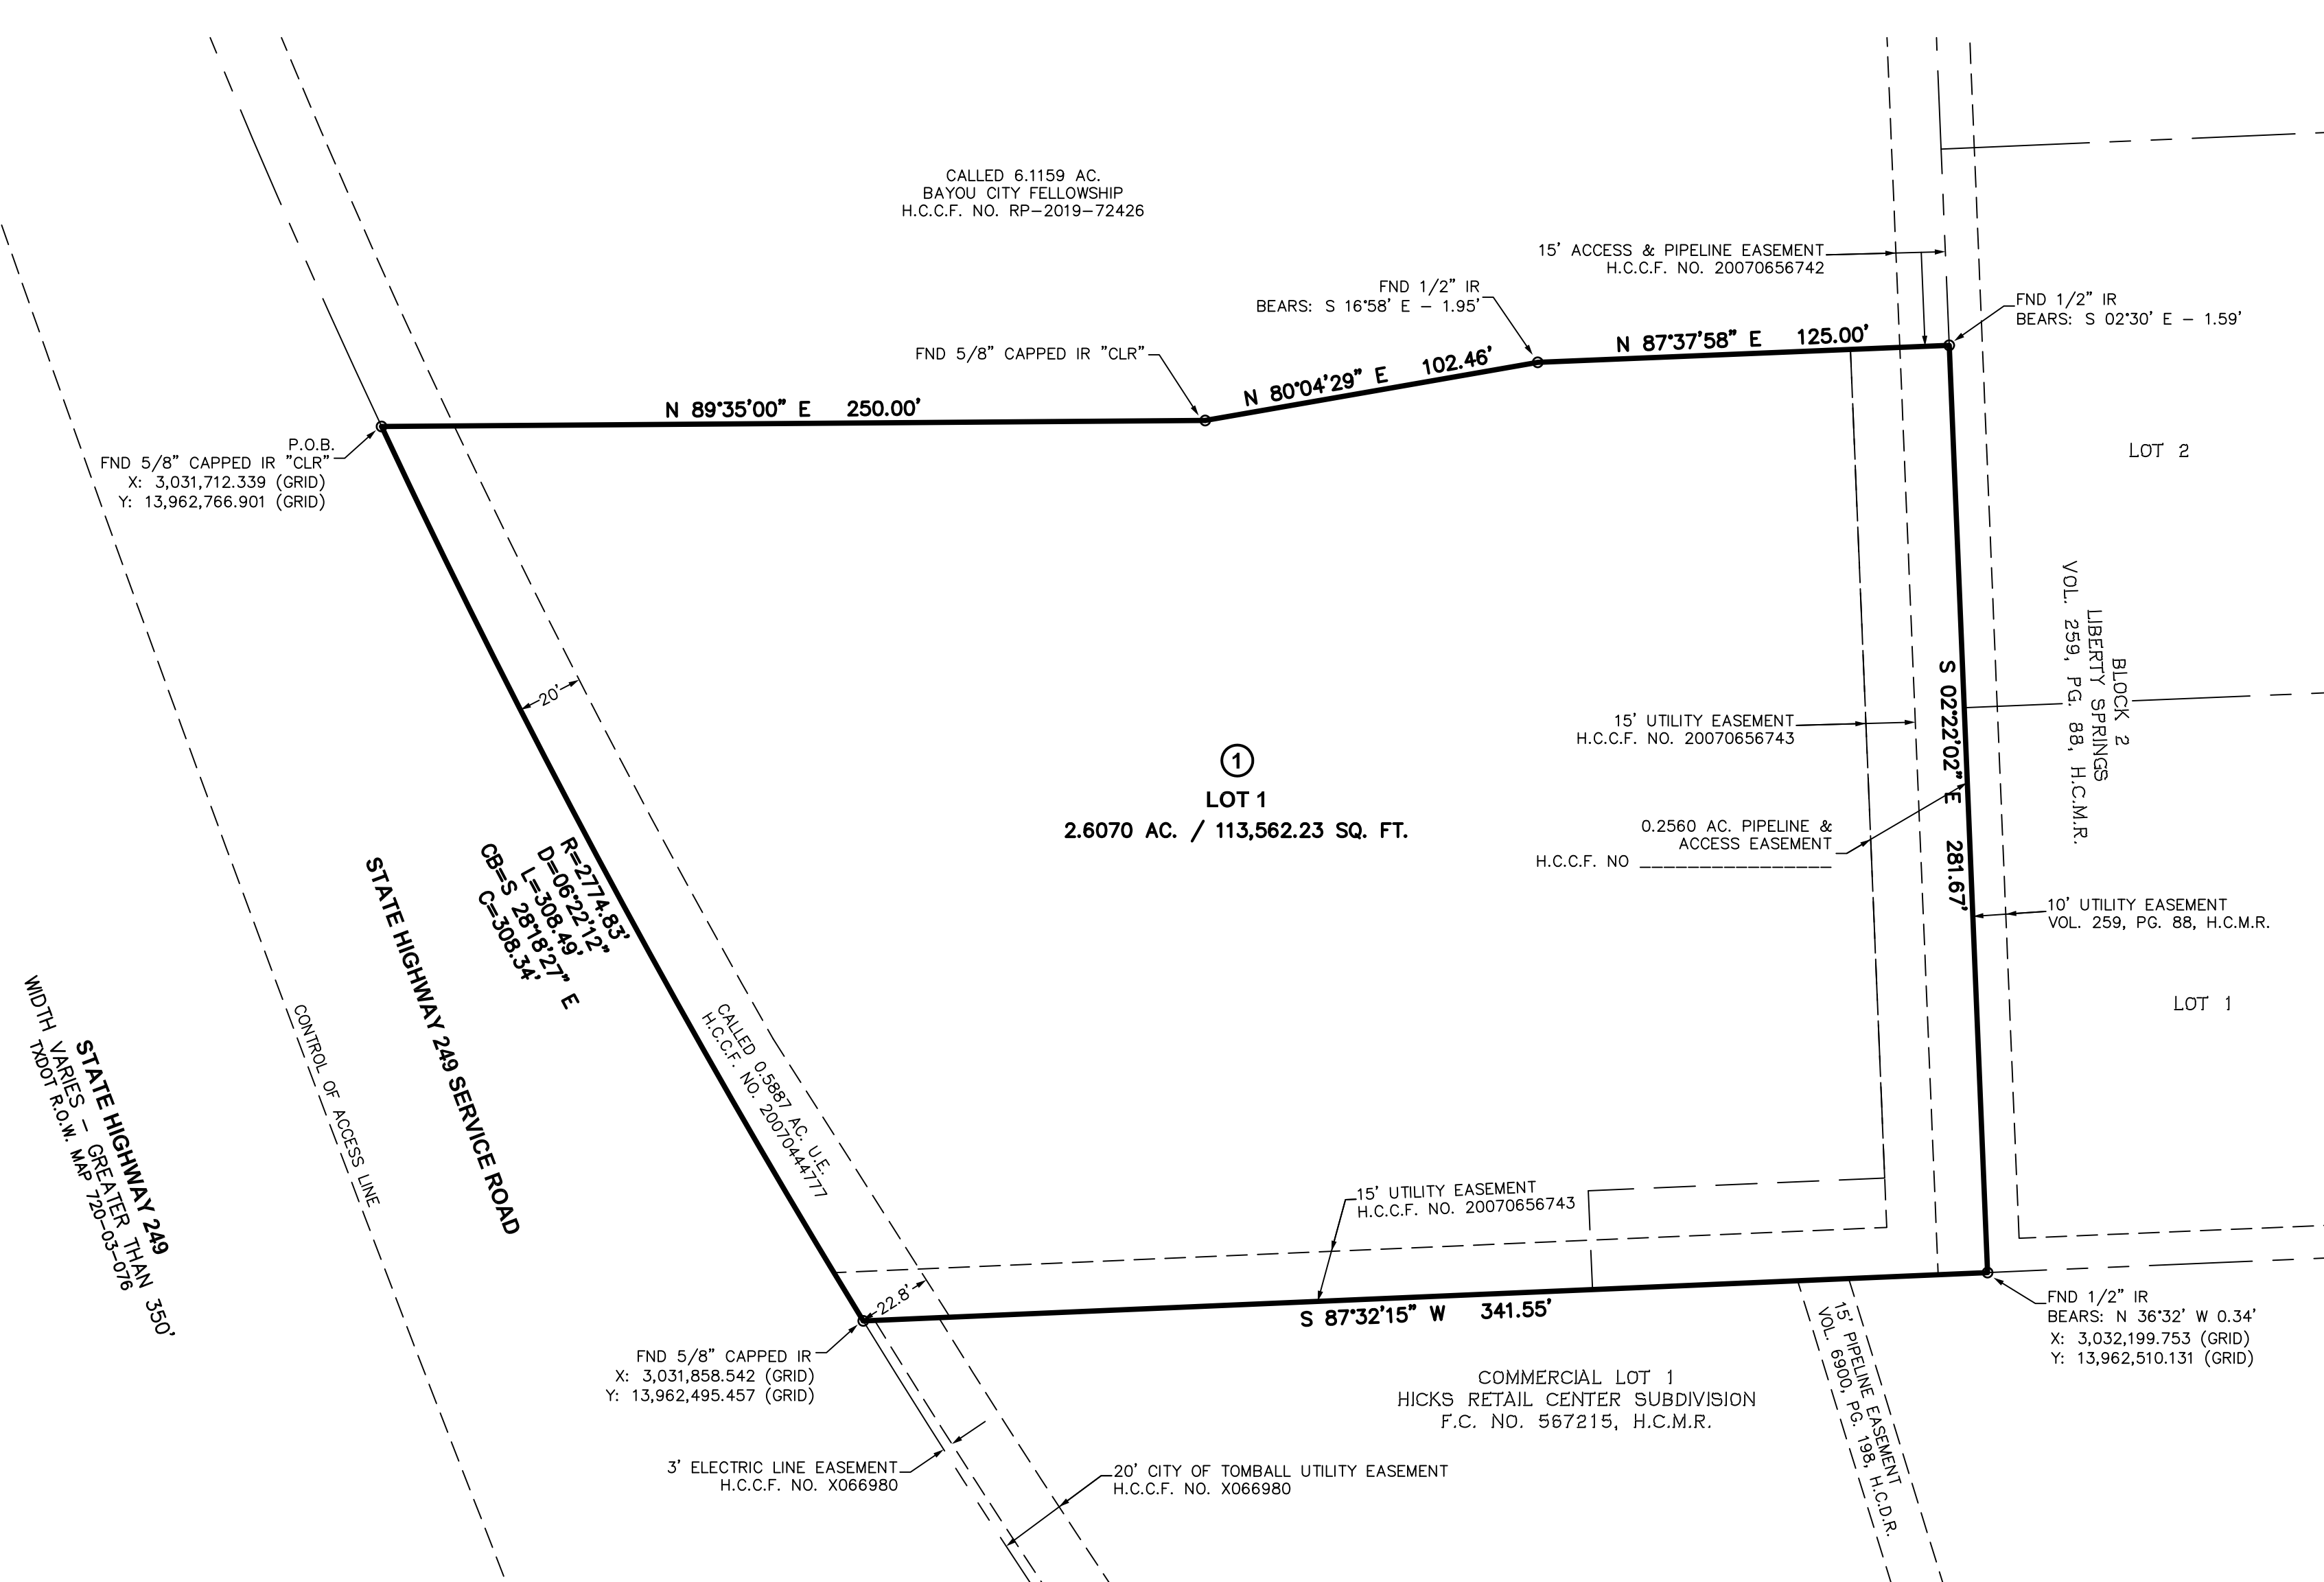 CALLED 6.1159 AC.
BAYOU CITY FELLOWSHIP
H.C.C.F. NO. RP-2019-72426
15' ACCESS & PIPELINE EASEMENT
H.C.C.F. NO. 20070656742
FND 1/2" IR
BEARS: S 16°58' E - 1.95'
FND 1/2" IR
BEARS: S 02°30' E - 1.59'
FND 5/8" CAPPED IR "CLR"
N 87°37'58" E 125.00'
N 80°04'29" E 102.46'
N 89°35'00" E 250.00'
P.O.B.
FND 5/8" CAPPED IR "CLR"
X: 3,031,712.339 (GRID)
Y: 13,962,766.901 (GRID)
LOT 2
BLOCK 2
LIBERTY SPRINGS
VOL. 259, PG. 88, H.C.M.R.
20'
15' UTILITY EASEMENT
H.C.C.F. NO. 20070656743
S 02°22'02" E 281.67'
1
LOT 1
2.6070 AC. / 113,562.23 SQ. FT.
0.2560 AC. PIPELINE &
ACCESS EASEMENT
H.C.C.F. NO ________________
R=2774.83'
D=06°22'12"
L=308.49'
CB=S 28°18'27" E
C=308.34'
10' UTILITY EASEMENT
VOL. 259, PG. 88, H.C.M.R.
LOT 1
STATE HIGHWAY 249 SERVICE ROAD
CONTROL OF ACCESS LINE
STATE HIGHWAY 249
WIDTH VARIES - GREATER THAN 350'
TXDOT R.O.W. MAP 720-03-076
CALLED 0.5887 AC. U.E.
H.C.C.F. NO. 20070444777
15' UTILITY EASEMENT
H.C.C.F. NO. 20070656743
22.8'
S 87°32'15" W 341.55'
FND 1/2" IR
BEARS: N 36°32' W 0.34'
X: 3,032,199.753 (GRID)
Y: 13,962,510.131 (GRID)
FND 5/8" CAPPED IR
X: 3,031,858.542 (GRID)
Y: 13,962,495.457 (GRID)
15' PIPELINE EASEMENT
VOL. 6900, PG. 198, H.C.D.R.
COMMERCIAL LOT 1
HICKS RETAIL CENTER SUBDIVISION
F.C. NO. 567215, H.C.M.R.
3' ELECTRIC LINE EASEMENT
H.C.C.F. NO. X066980
20' CITY OF TOMBALL UTILITY EASEMENT
H.C.C.F. NO. X066980